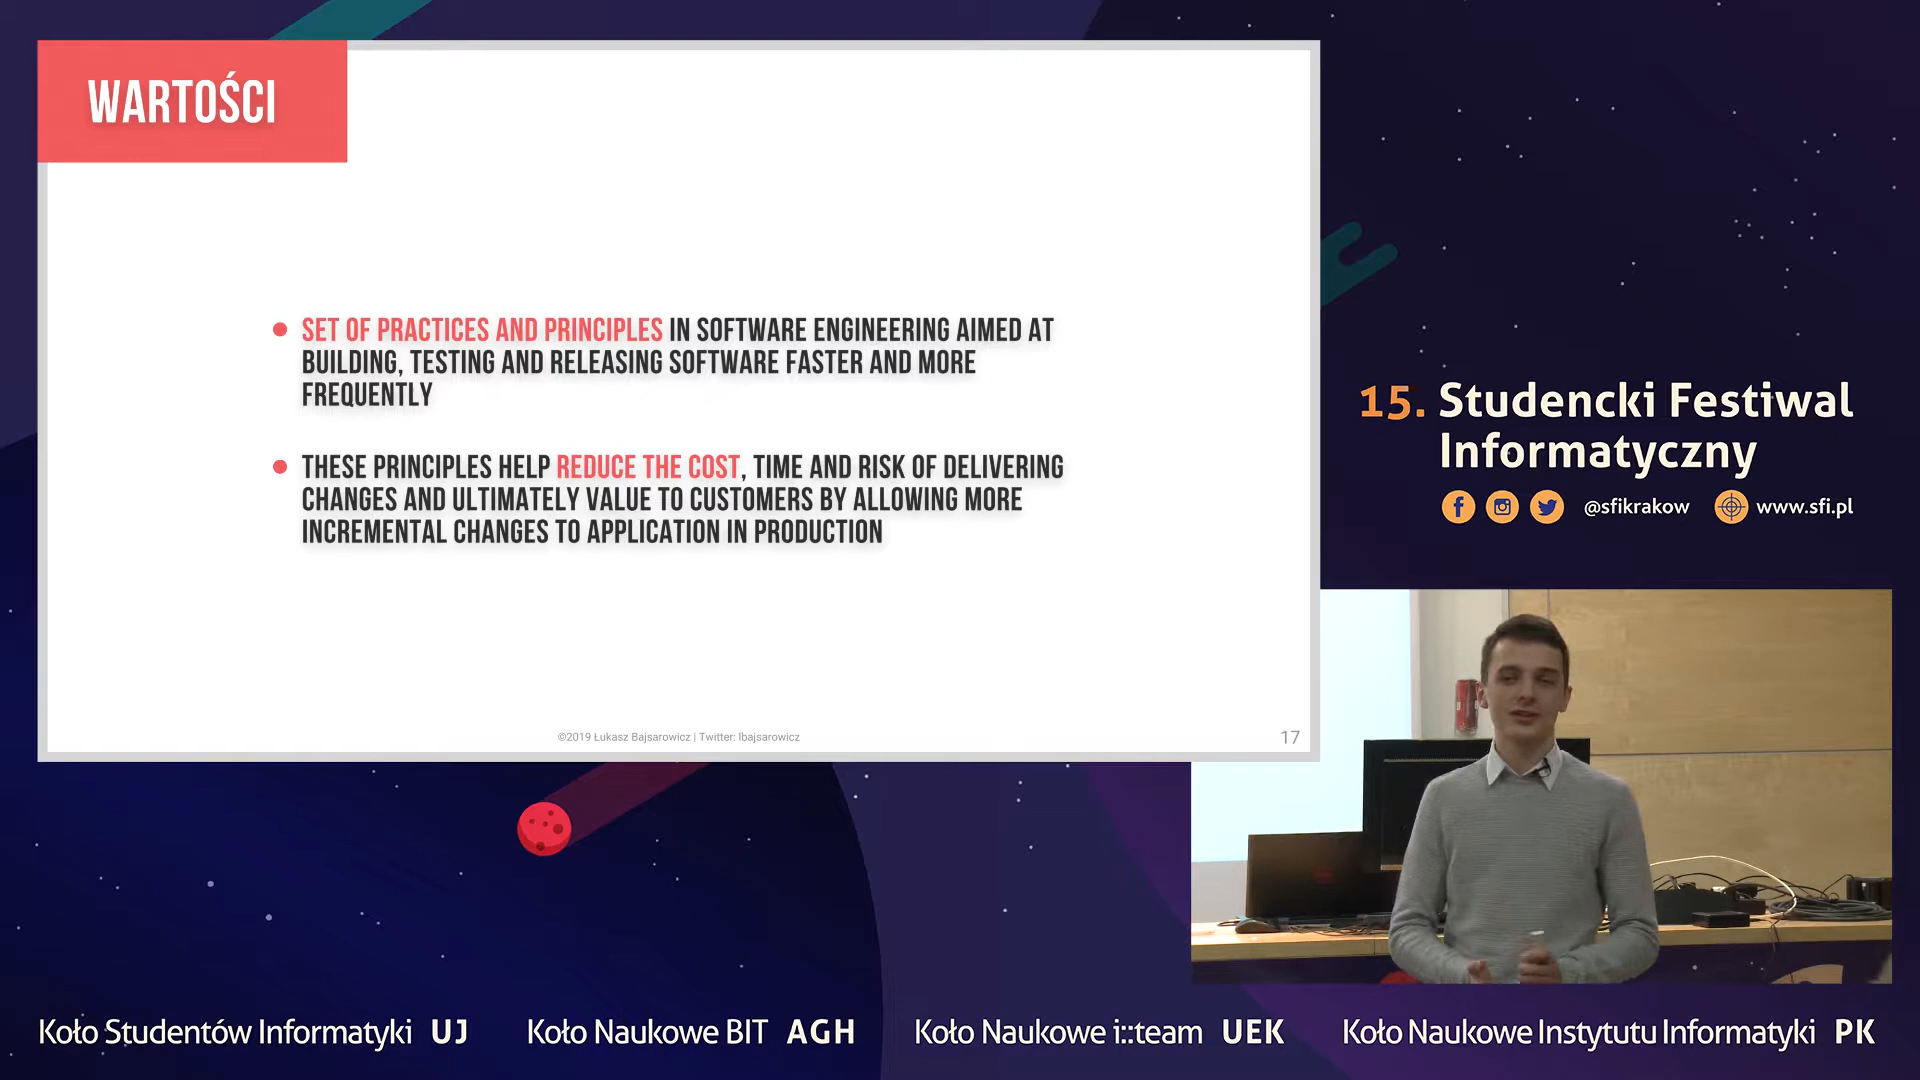 WARTOŚCI
SET OF PRACTICES AND PRINCIPLES IN SOFTWARE ENGINEERING AIMED AT
BUILDING, TESTING AND RELEASING SOFTWARE FASTER AND MORE
FREQUENTLY
THESE PRINCIPLES HELP REDUCE THE COST, TIME AND RISK OF DELIVERING
CHANGES AND ULTIMATELY VALUE TO CUSTOMERS BY ALLOWING MORE
INCREMENTAL CHANGES TO APPLICATION IN PRODUCTION
©2019 Łukasz Bajsarowicz | Twitter: lbajsarowicz
17
15. Studencki Festiwal
Informatyczny
@sfikrakow www.sfi.pl
Koło Studentów Informatyki UJ Koło Naukowe BIT AGH Koło Naukowe i::team UEK Koło Naukowe Instytutu Informatyki PK